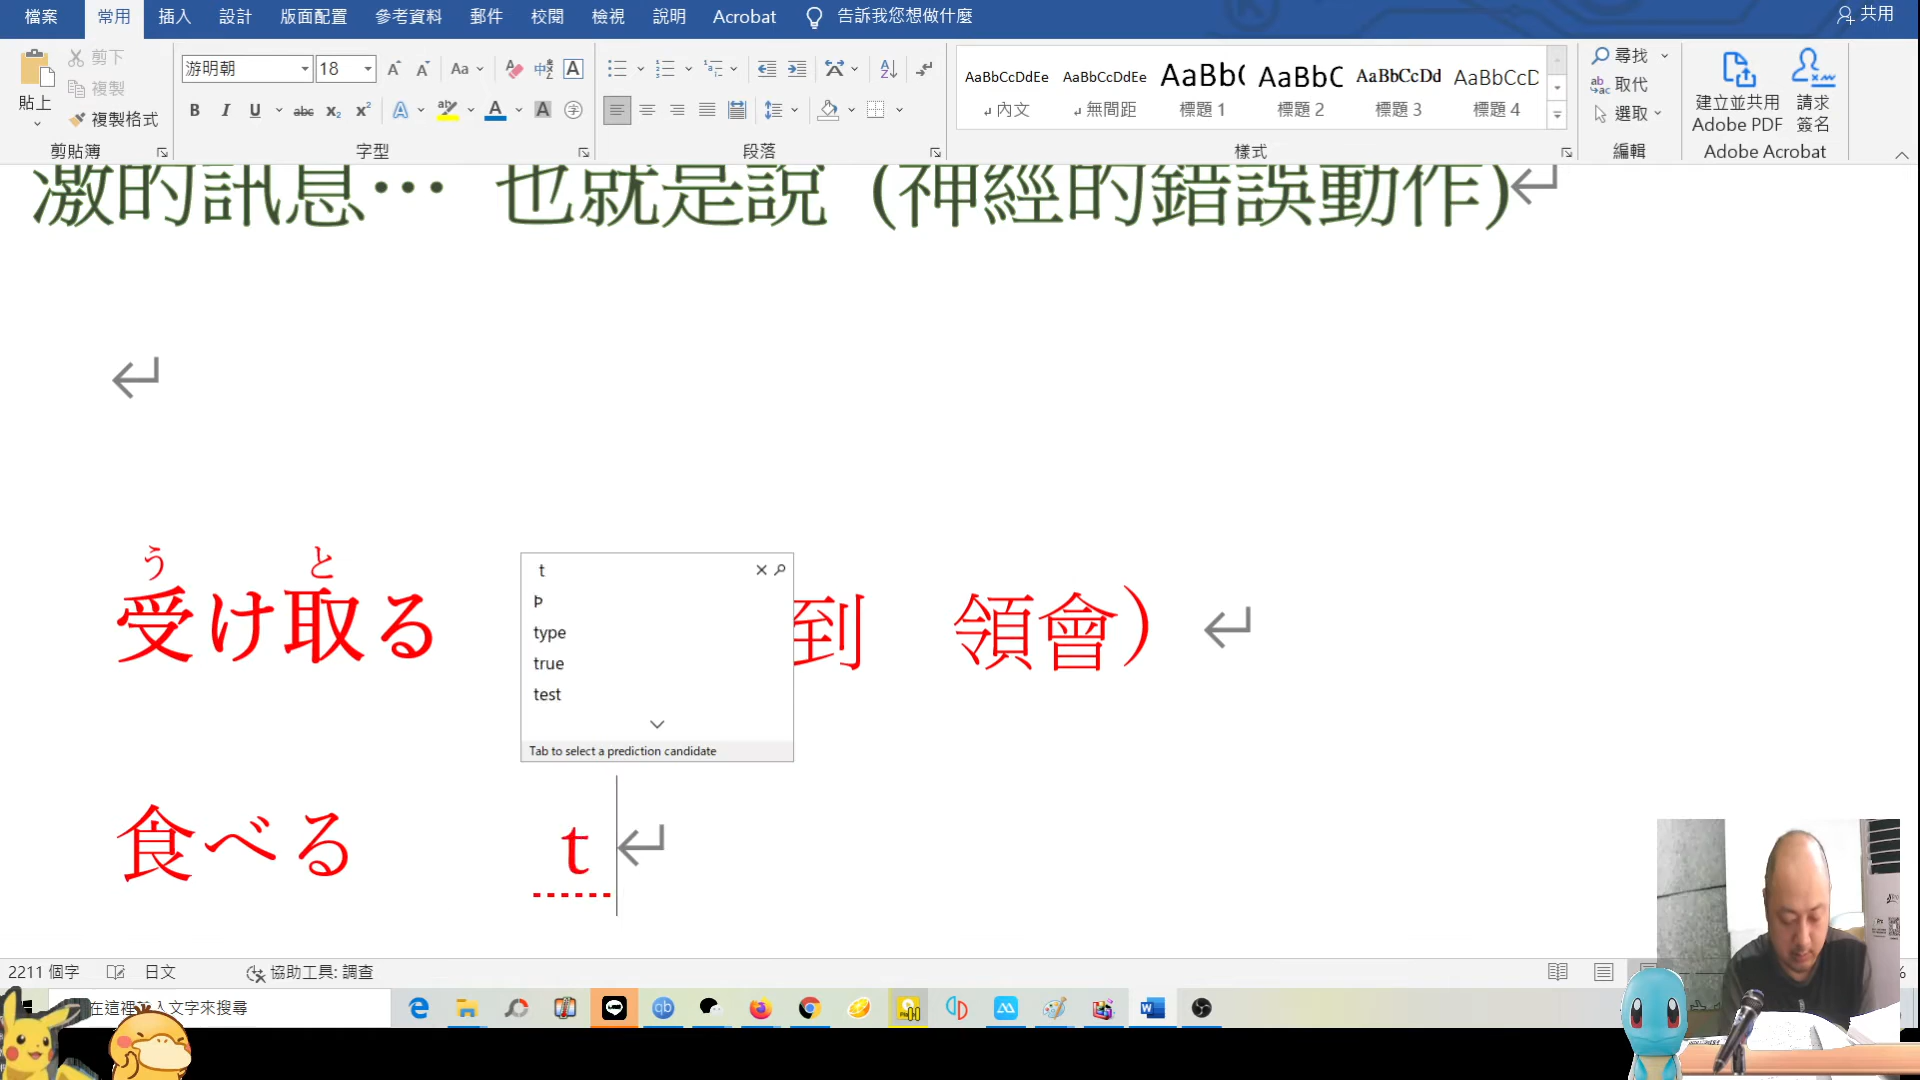 檔案 常用 插入 設計 版面配置 參考資料 郵件 校閱 檢視 說明 Acrobat 告訴我您想做什麼 共用
貼上 剪下 複製 複製格式 剪貼簿
游明朝 18 Aa 字型
段落
AaBbCcDdEe AaBbCcDdEe AaBb( AaBbC AaBbCcDd AaBbCcD
內文 無間距 標題 1 標題 2 標題 3 標題 4
樣式
尋找 取代 選取 編輯
建立並共用 Adobe PDF 請求簽名 Adobe Acrobat
激的訊息… 也就是說 (神經的錯誤動作)
う と
受け取る 到 領會)
t
Þ
type
true
test
Tab to select a prediction candidate
食べる t
2211 個字 日文 協助工具: 調查
在這裡輸入文字來搜尋